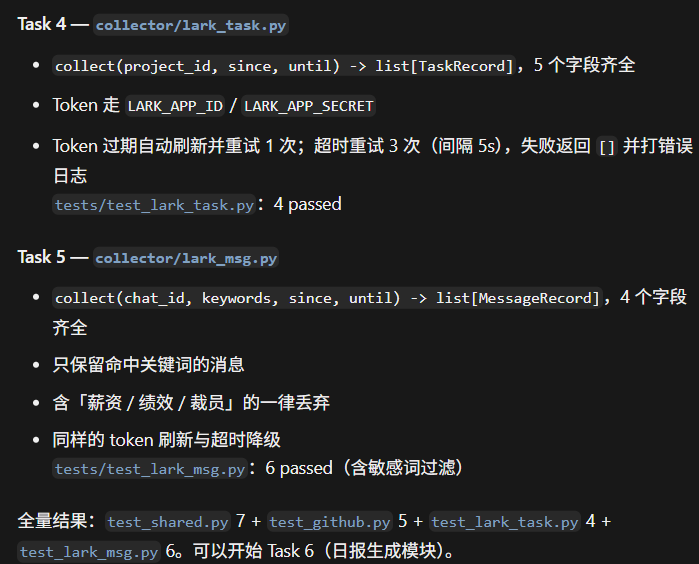 Task 4 — collector/lark_task.py
collect(project_id, since, until) -> list[TaskRecord]，5 个字段齐全
Token 走 LARK_APP_ID / LARK_APP_SECRET
Token 过期自动刷新并重试 1 次；超时重试 3 次（间隔 5s），失败返回 [] 并打错误
日志
tests/test_lark_task.py：4 passed
Task 5 — collector/lark_msg.py
collect(chat_id, keywords, since, until) -> list[MessageRecord]，4 个字段
齐全
只保留命中关键词的消息
含「薪资 / 绩效 / 裁员」的一律丢弃
同样的 token 刷新与超时降级
tests/test_lark_msg.py：6 passed（含敏感词过滤）
全量结果：test_shared.py 7 + test_github.py 5 + test_lark_task.py 4 +
test_lark_msg.py 6。可以开始 Task 6（日报生成模块）。